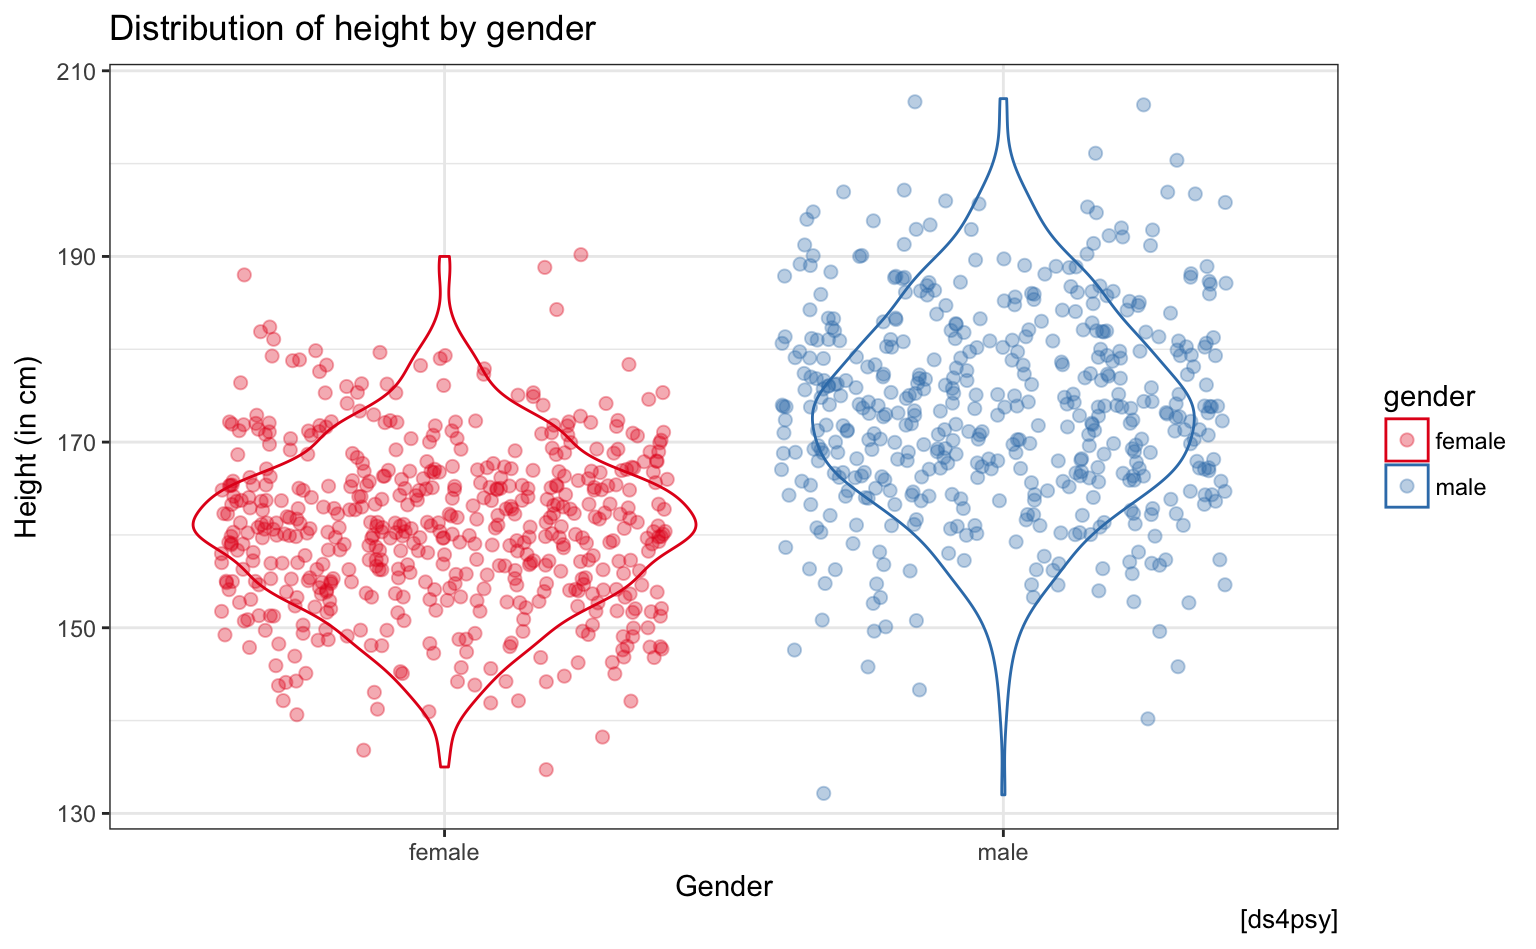 Distribution of height by gender
210
190
170
150
130
Height (in cm)
female
male
Gender
gender
female
male
[ds4psy]